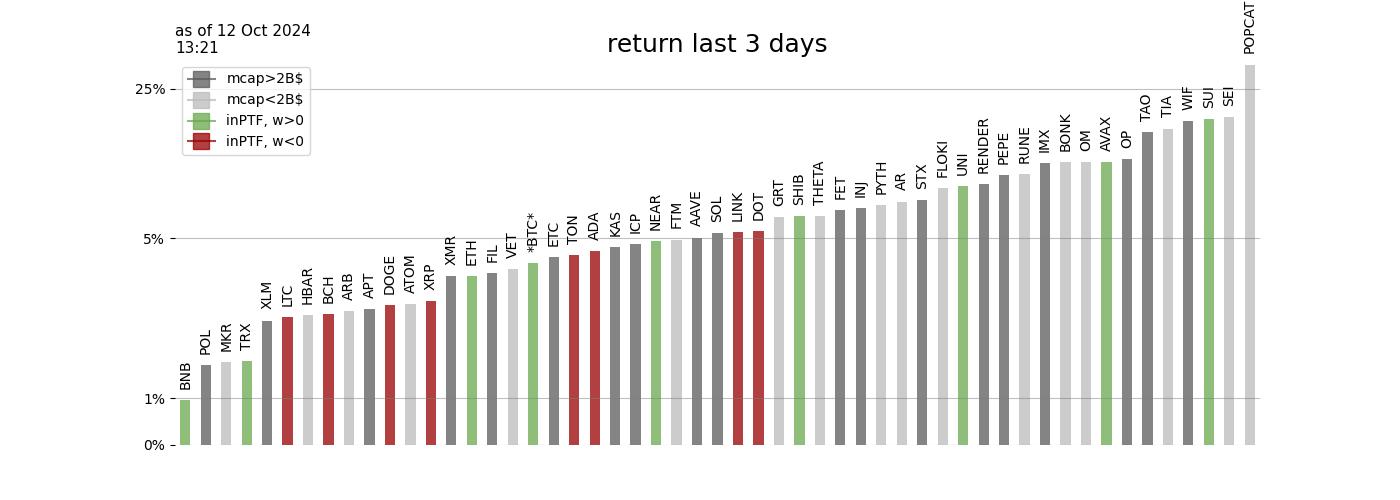 as of 12 Oct 2024
13:21
return last 3 days
mcap>2B$
mcap<2B$
inPTF, w>0
inPTF, w<0
25%
5%
1%
0%
BNB
POL
MKR
TRX
XLM
LTC
HBAR
BCH
ARB
APT
DOGE
ATOM
XRP
XMR
ETH
FIL
VET
*BTC*
ETC
TON
ADA
KAS
ICP
NEAR
FTM
AAVE
SOL
LINK
DOT
GRT
SHIB
THETA
FET
INJ
PYTH
AR
STX
FLOKI
UNI
RENDER
PEPE
RUNE
IMX
BONK
OM
AVAX
OP
TAO
TIA
WIF
SUI
SEI
POPCAT